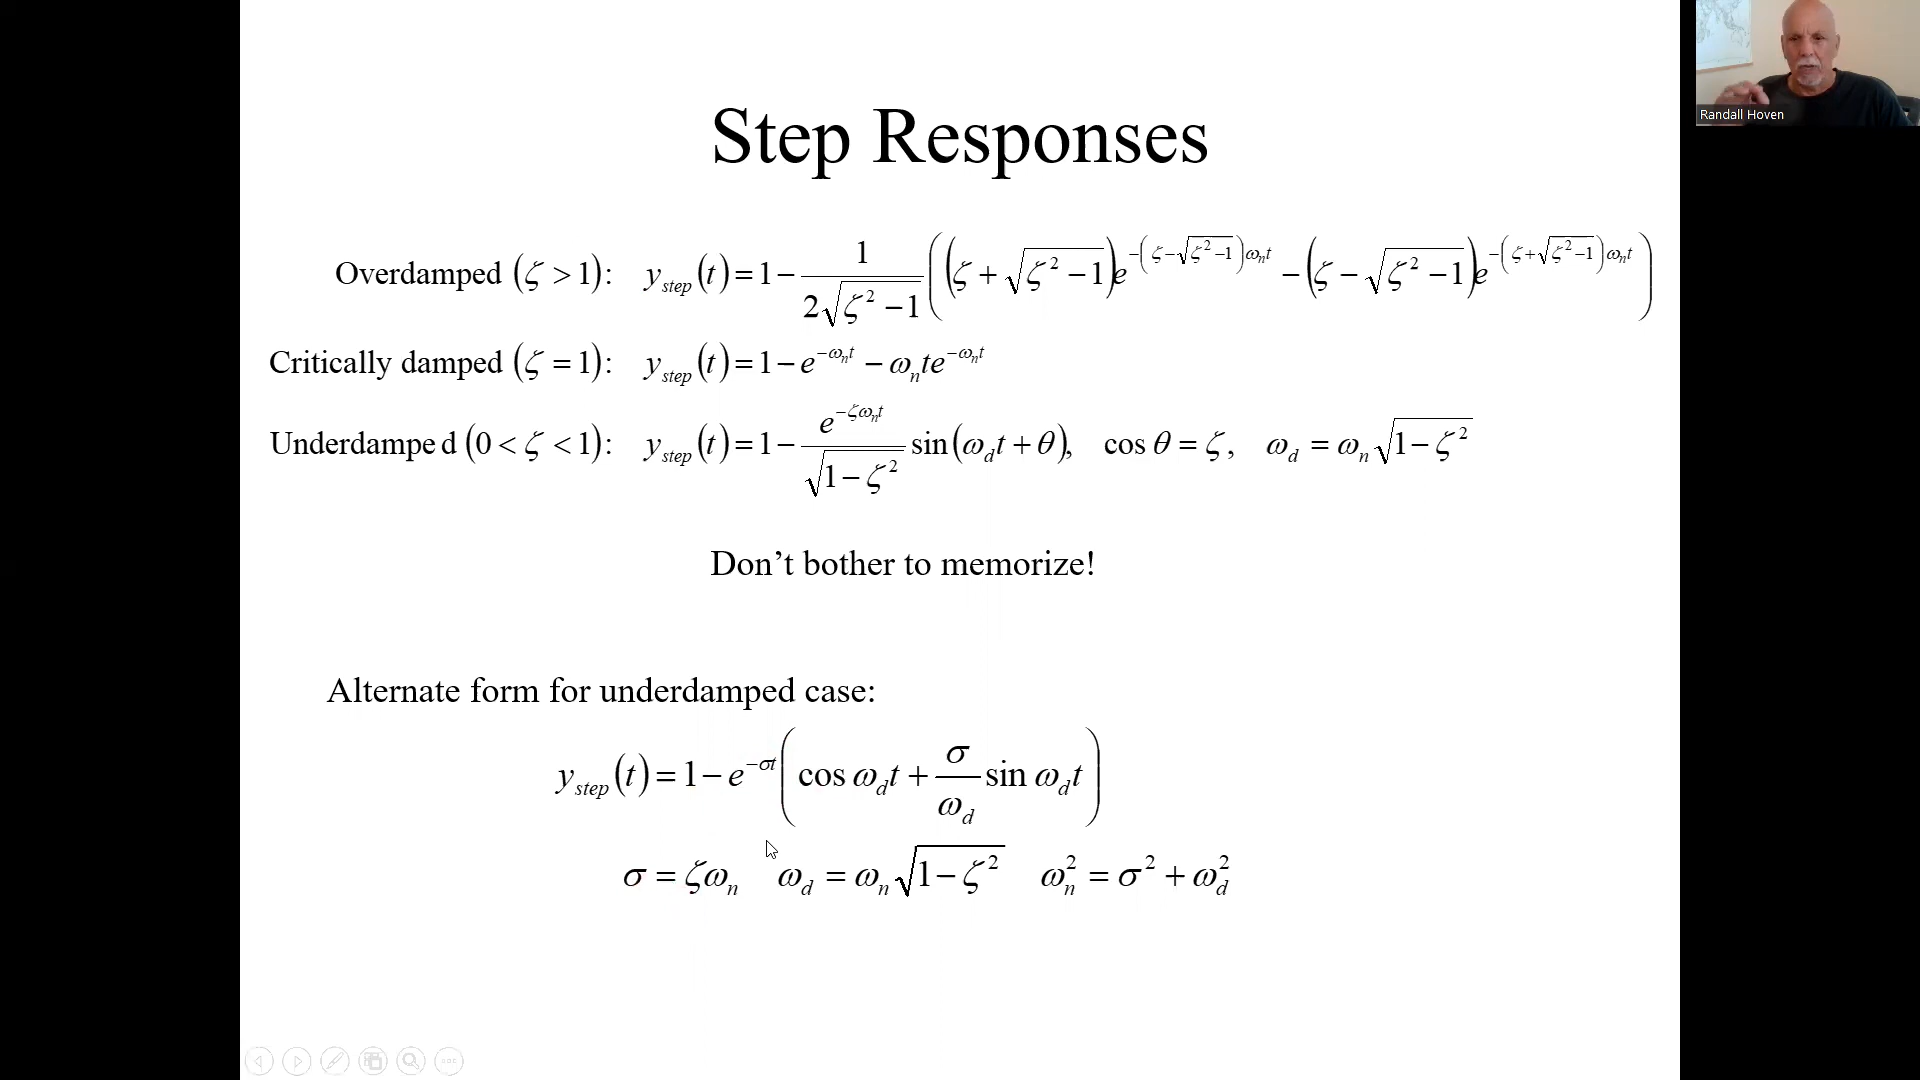 Step Responses
Overdamped (ζ > 1): y_step(t) = 1 − 1/(2√(ζ² − 1)) ((ζ + √(ζ² − 1))e^(−(ζ−√(ζ²−1))ω_n t) − (ζ − √(ζ² − 1))e^(−(ζ+√(ζ²−1))ω_n t))
Critically damped (ζ = 1): y_step(t) = 1 − e^(−ω_n t) − ω_n te^(−ω_n t)
Underdampe d (0 < ζ < 1): y_step(t) = 1 − e^(−ζω_n t)/√(1 − ζ²) sin(ω_d t + θ), cos θ = ζ, ω_d = ω_n √(1 − ζ²)
Don’t bother to memorize!
Alternate form for underdamped case:
y_step(t) = 1 − e^(−σt) (cos ω_d t + σ/ω_d sin ω_d t)
σ = ζω_n ω_d = ω_n √(1 − ζ²) ω_n² = σ² + ω_d²
Randall Hoven